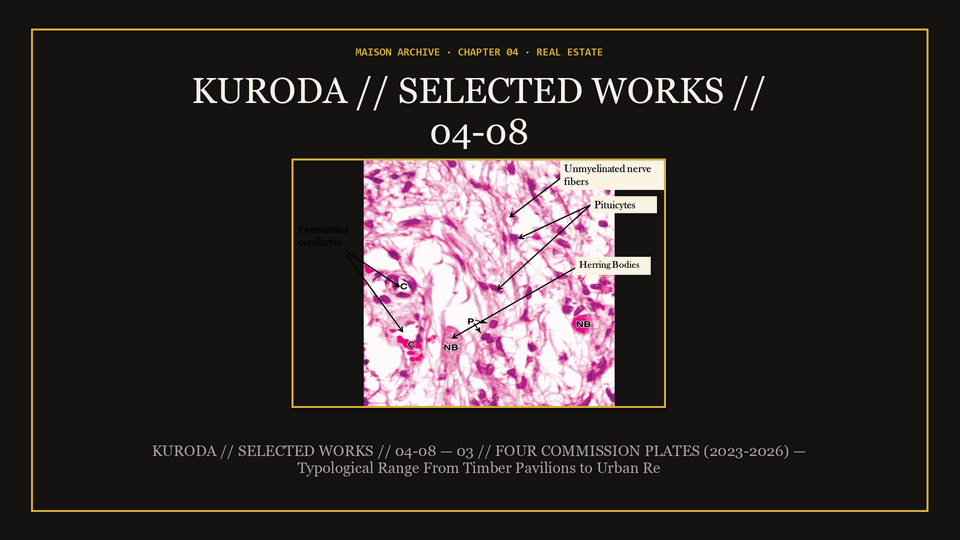 MAISON ARCHIVE · CHAPTER 04 · REAL ESTATE
KURODA // SELECTED WORKS //
04-08
Unmyelinated nerve
fibers
Pituicytes
Fenestrated
capillaries
Herring Bodies
C
P
NB
C
NB
KURODA // SELECTED WORKS // 04-08 — 03 // FOUR COMMISSION PLATES (2023-2026) —
Typological Range From Timber Pavilions to Urban Re